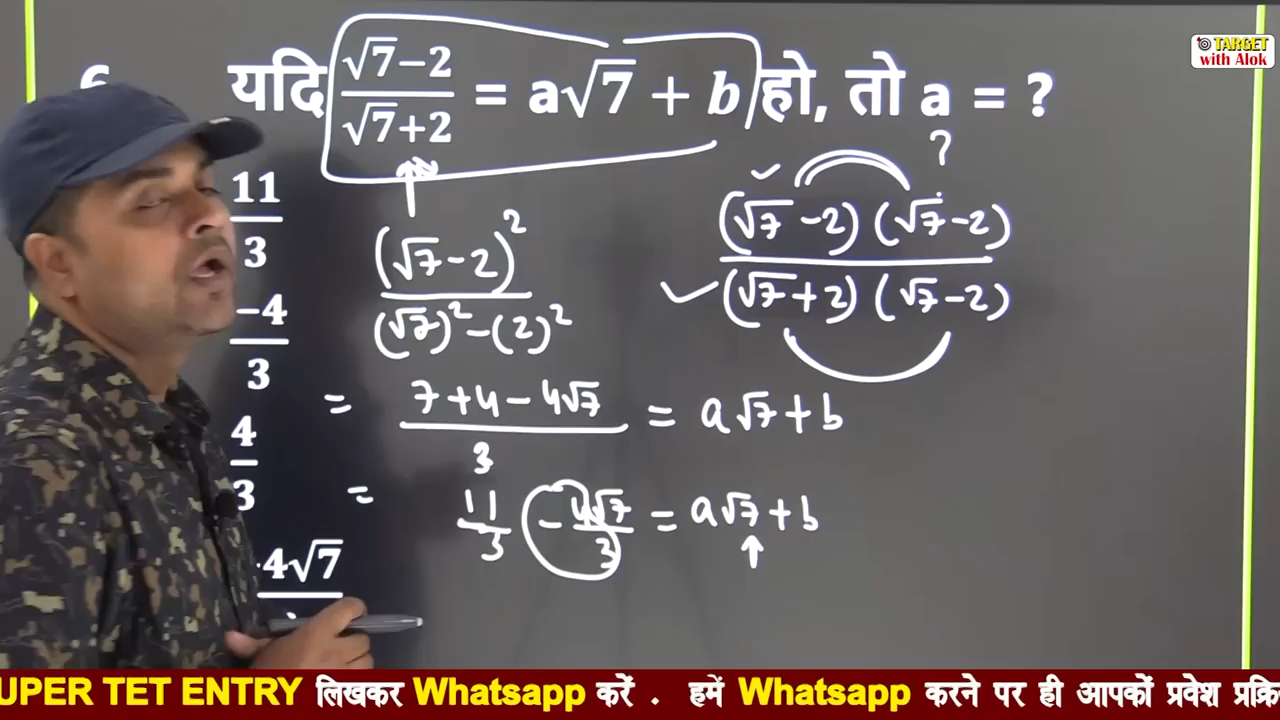 TARGET
with Alok
यदि (√7−2)/(√7+2) = a√7 + b हो, तो a = ?
?
11/3
−4/3
4/3
-4√7
(√7-2)²/((√7)²-(2)²)
(√7-2)(√7-2)/(√7+2)(√7-2)
= (7+4-4√7)/3 = a√7+b
= 11/3 - 4√7/3 = a√7+b
UPER TET ENTRY लिखकर Whatsapp करें . हमें Whatsapp करने पर ही आपकों प्रवेश प्रक्रि